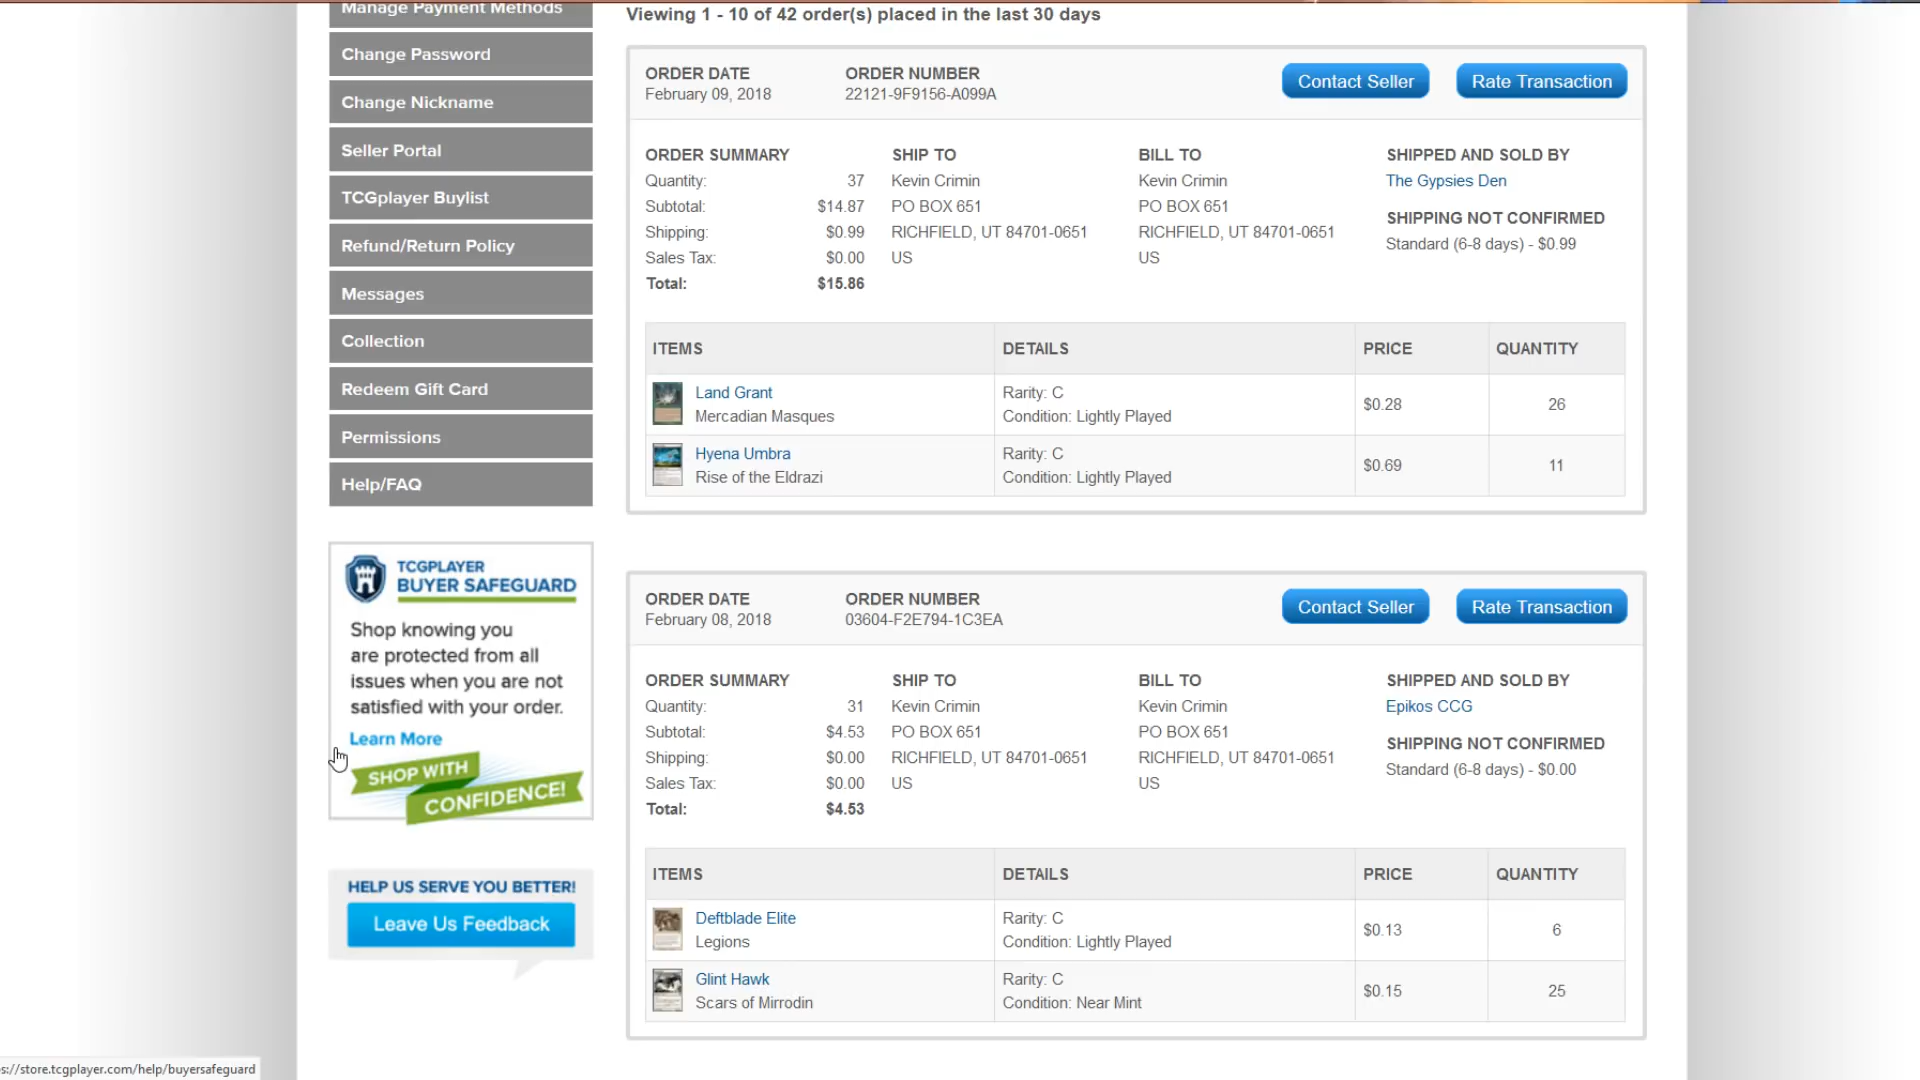 Manage Payment Methods
Change Password
Change Nickname
Seller Portal
TCGplayer Buylist
Refund/Return Policy
Messages
Collection
Redeem Gift Card
Permissions
Help/FAQ
TCGPLAYER
BUYER SAFEGUARD
Shop knowing you
are protected from all
issues when you are not
satisfied with your order.
Learn More
SHOP WITH
CONFIDENCE!
HELP US SERVE YOU BETTER!
Leave Us Feedback
Viewing 1 - 10 of 42 order(s) placed in the last 30 days
ORDER DATE ORDER NUMBER Contact Seller Rate Transaction
February 09, 2018 22121-9F9156-A099A
ORDER SUMMARY SHIP TO BILL TO SHIPPED AND SOLD BY
Quantity: 37 Kevin Crimin Kevin Crimin The Gypsies Den
Subtotal: $14.87 PO BOX 651 PO BOX 651 SHIPPING NOT CONFIRMED
Shipping: $0.99 RICHFIELD, UT 84701-0651 RICHFIELD, UT 84701-0651 Standard (6-8 days) - $0.99
Sales Tax: $0.00 US US
Total: $15.86
ITEMS DETAILS PRICE QUANTITY
Land Grant Rarity: C $0.28 26
Mercadian Masques Condition: Lightly Played
Hyena Umbra Rarity: C $0.69 11
Rise of the Eldrazi Condition: Lightly Played
ORDER DATE ORDER NUMBER Contact Seller Rate Transaction
February 08, 2018 03604-F2E794-1C3EA
ORDER SUMMARY SHIP TO BILL TO SHIPPED AND SOLD BY
Quantity: 31 Kevin Crimin Kevin Crimin Epikos CCG
Subtotal: $4.53 PO BOX 651 PO BOX 651 SHIPPING NOT CONFIRMED
Shipping: $0.00 RICHFIELD, UT 84701-0651 RICHFIELD, UT 84701-0651 Standard (6-8 days) - $0.00
Sales Tax: $0.00 US US
Total: $4.53
ITEMS DETAILS PRICE QUANTITY
Deftblade Elite Rarity: C $0.13 6
Legions Condition: Lightly Played
Glint Hawk Rarity: C $0.15 25
Scars of Mirrodin Condition: Near Mint
s://store.tcgplayer.com/help/buyersafeguard